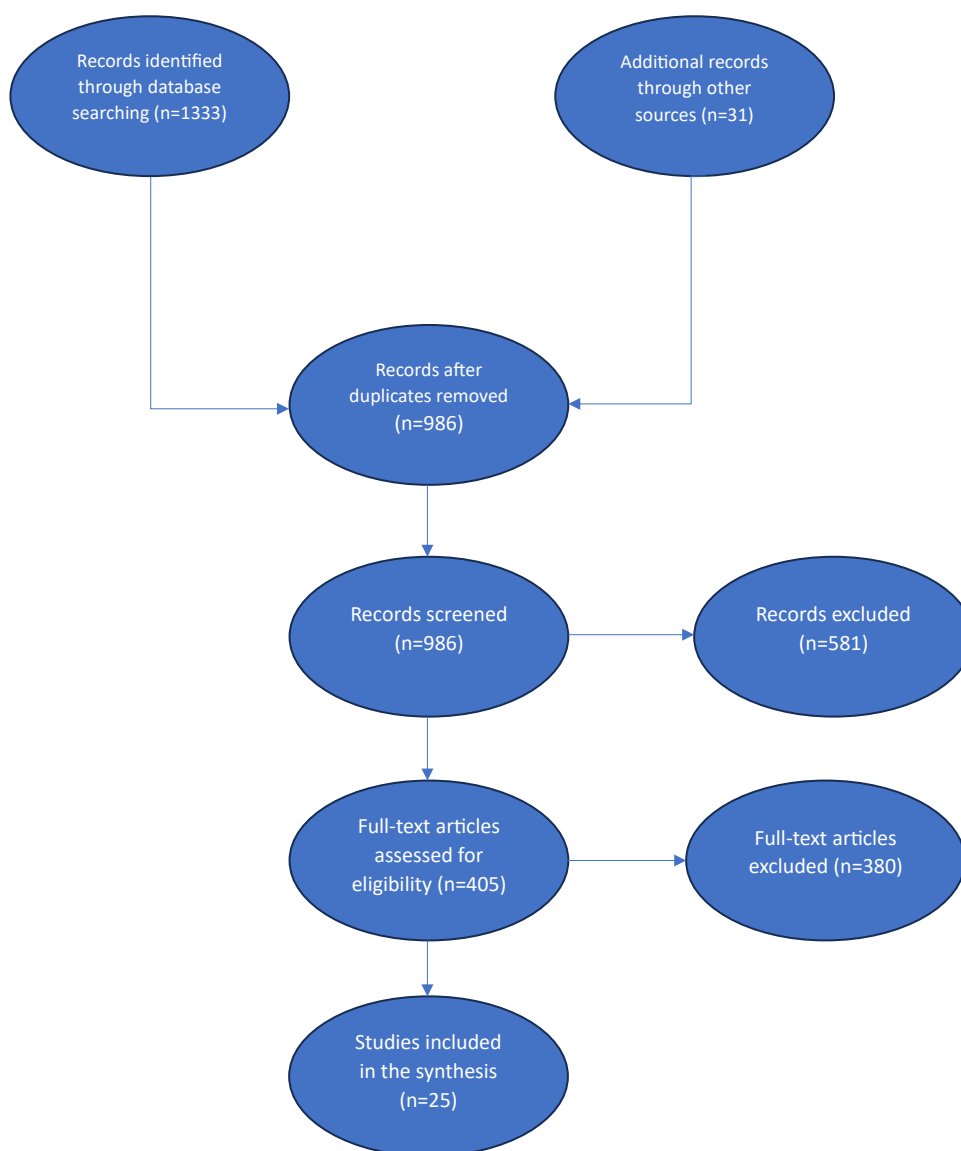 Records identified
through database
searching (n=1333)
Additional records
through other
sources (n=31)
Records after
duplicates removed
(n=986)
Records screened
(n=986)
Records excluded
(n=581)
Full-text articles
assessed for
eligibility (n=405)
Full-text articles
excluded (n=380)
Studies included
in the synthesis
(n=25)